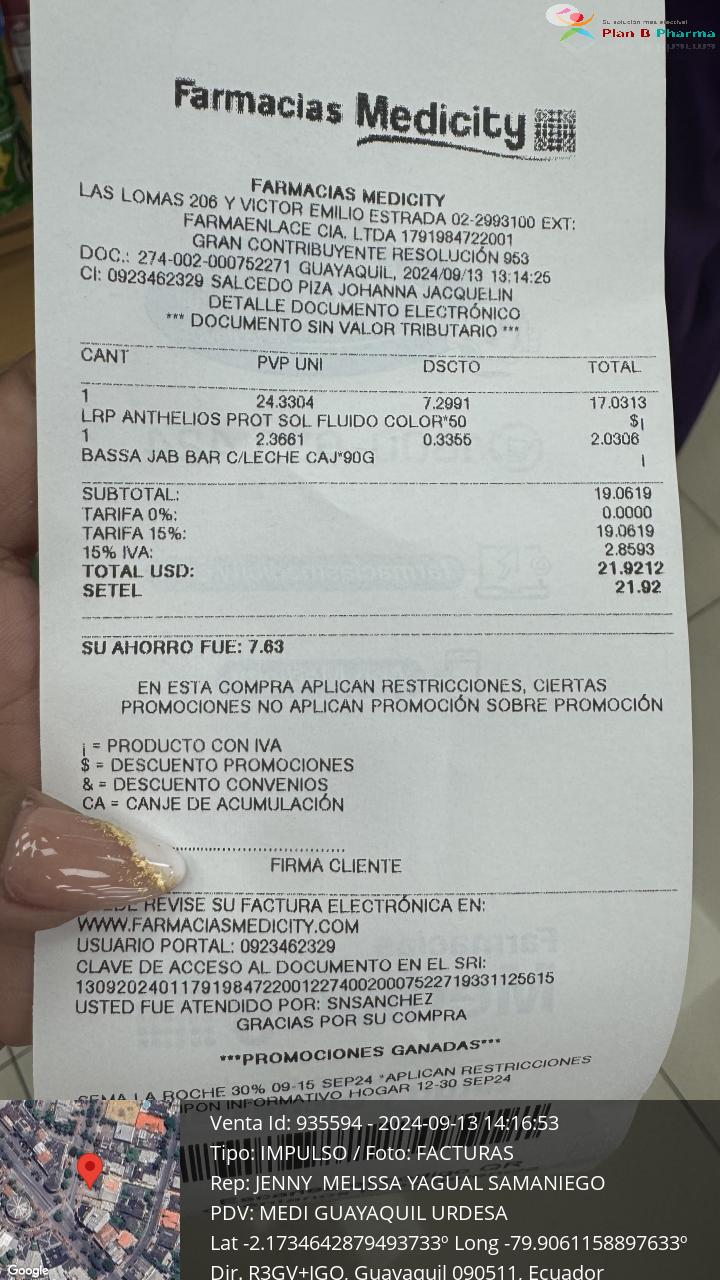 Su solución más efectiva!
Plan B Pharma
Farmacias Medicity
FARMACIAS MEDICITY
LAS LOMAS 206 Y VICTOR EMILIO ESTRADA 02-2993100 EXT:
FARMAENLACE CIA. LTDA 1791984722001
GRAN CONTRIBUYENTE RESOLUCIÓN 953
DOC.: 274-002-000752271 GUAYAQUIL, 2024/09/13 13:14:25
CI: 0923462329 SALCEDO PIZA JOHANNA JACQUELIN
DETALLE DOCUMENTO ELECTRÓNICO
*** DOCUMENTO SIN VALOR TRIBUTARIO ***
CANT PVP UNI DSCTO TOTAL
1 24.3304 7.2991 17.0313
LRP ANTHELIOS PROT SOL FLUIDO COLOR*50 $¡
1 2.3661 0.3355 2.0306
BASSA JAB BAR C/LECHE CAJ*90G ¡
SUBTOTAL: 19.0619
TARIFA 0%: 0.0000
TARIFA 15%: 19.0619
15% IVA: 2.8593
TOTAL USD: 21.9212
SETEL 21.92
SU AHORRO FUE: 7.63
EN ESTA COMPRA APLICAN RESTRICCIONES, CIERTAS
PROMOCIONES NO APLICAN PROMOCIÓN SOBRE PROMOCIÓN
¡ = PRODUCTO CON IVA
$ = DESCUENTO PROMOCIONES
& = DESCUENTO CONVENIOS
CA = CANJE DE ACUMULACIÓN
FIRMA CLIENTE
REVISE SU FACTURA ELECTRÓNICA EN:
WWW.FARMACIASMEDICITY.COM
USUARIO PORTAL: 0923462329
CLAVE DE ACCESO AL DOCUMENTO EN EL SRI:
1309202401179198472200122740020007522719331125615
USTED FUE ATENDIDO POR: SNSANCHEZ
GRACIAS POR SU COMPRA
***PROMOCIONES GANADAS***
LA ROCHE 30% 09-15 SEP24 *APLICAN RESTRICCIONES
INFORMATIVO HOGAR 12-30 SEP24
Venta Id: 935594 - 2024-09-13 14:16:53
Tipo: IMPULSO / Foto: FACTURAS
Rep: JENNY MELISSA YAGUAL SAMANIEGO
PDV: MEDI GUAYAQUIL URDESA
Lat -2.1734642879493733º Long -79.9061158897633º
Dir. R3GV+JGQ, Guayaquil 090511, Ecuador
Google